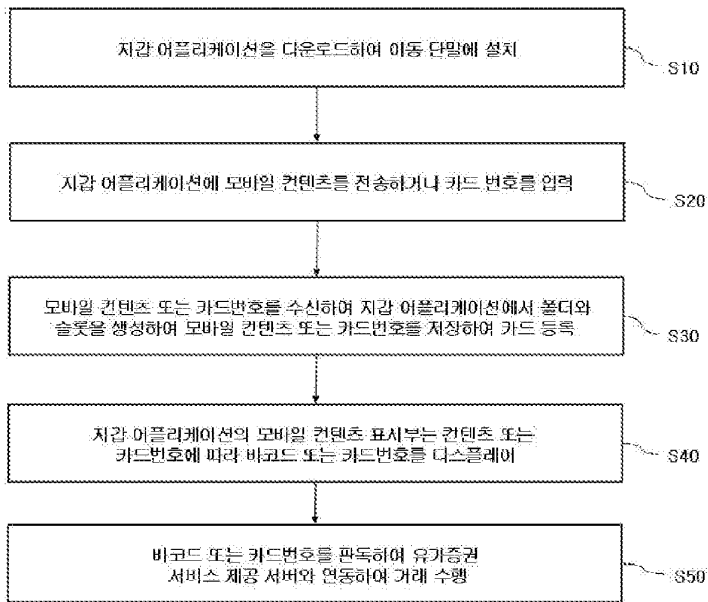 지갑 어플리케이션을 다운로드하여 이동 단말에 설치
S10
지갑 어플리케이션에 모바일 컨텐츠를 전송하거나 카드 번호를 입력
S20
모바일 컨텐츠 또는 카드번호를 수신하여 지갑 어플리케이션에서 폴더와
슬롯을 생성하여 모바일 컨텐츠 또는 카드번호를 저장하여 카드 등록
S30
지갑 어플리케이션의 모바일 컨텐츠 표시부는 컨텐츠 또는
카드번호에 따라 바코드 또는 카드번호를 디스플레이
S40
바코드 또는 카드번호를 판독하여 유가증권
서비스 제공 서버와 연동하여 거래 수행
S50